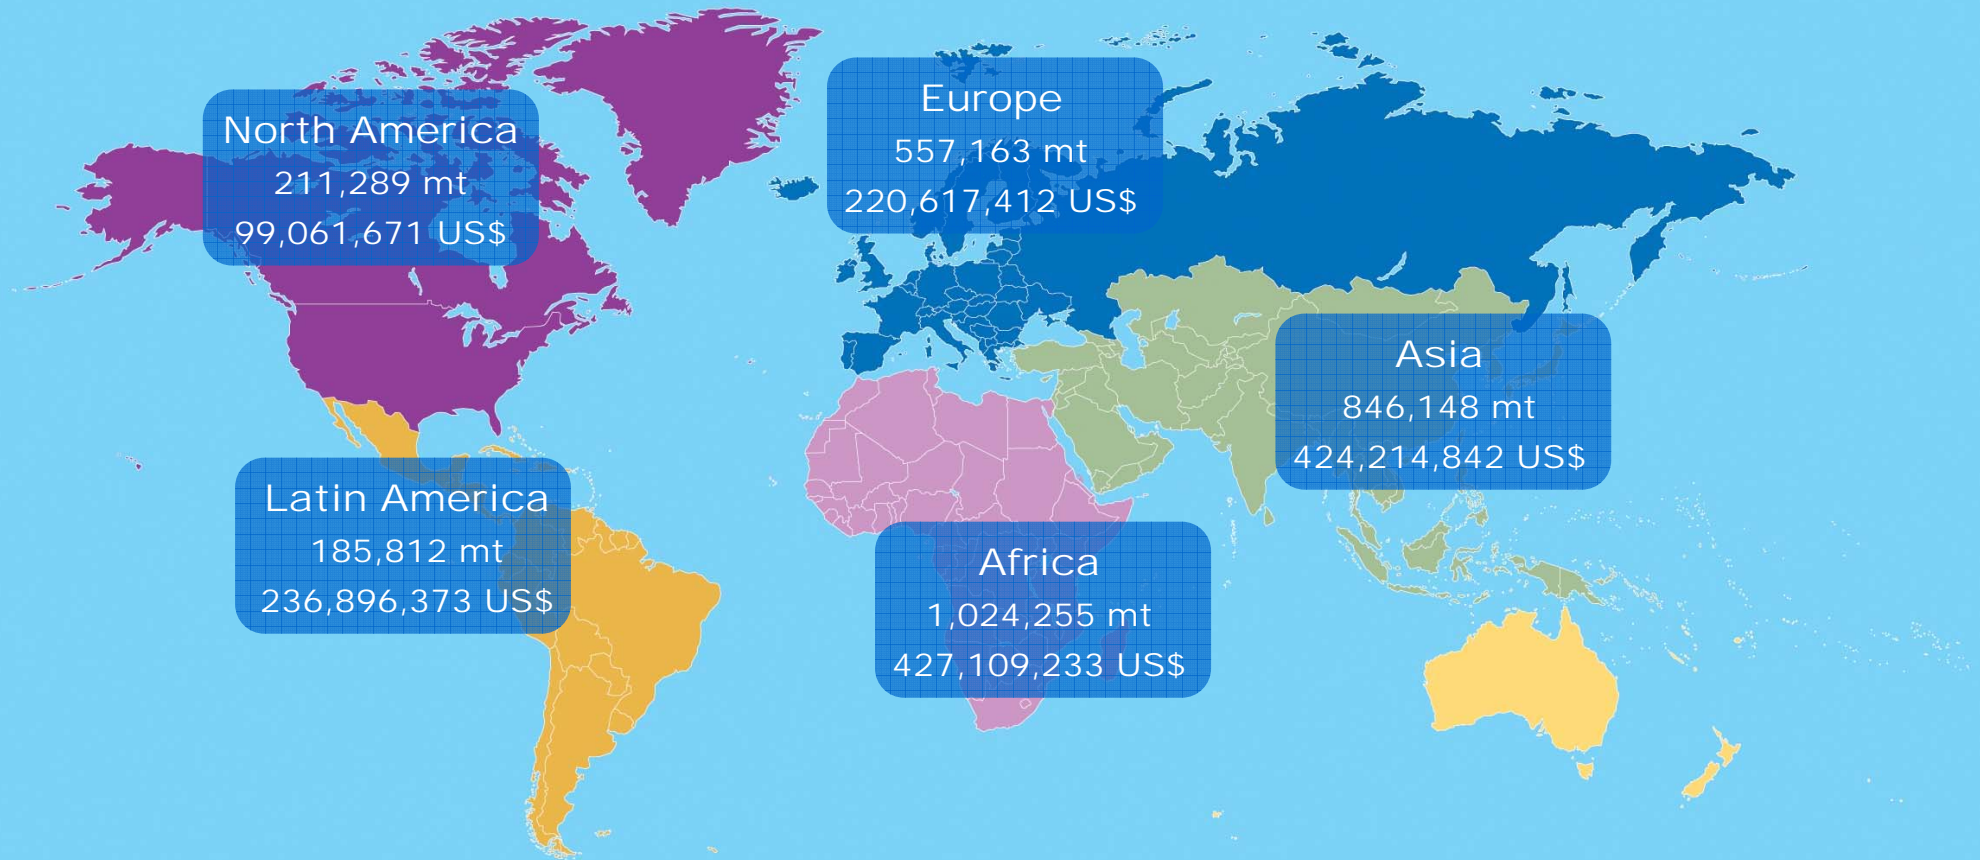 North America
211,289 mt
99,061,671 US$
Europe
557,163 mt
220,617,412 US$
Asia
846,148 mt
424,214,842 US$
Latin America
185,812 mt
236,896,373 US$
Africa
1,024,255 mt
427,109,233 US$